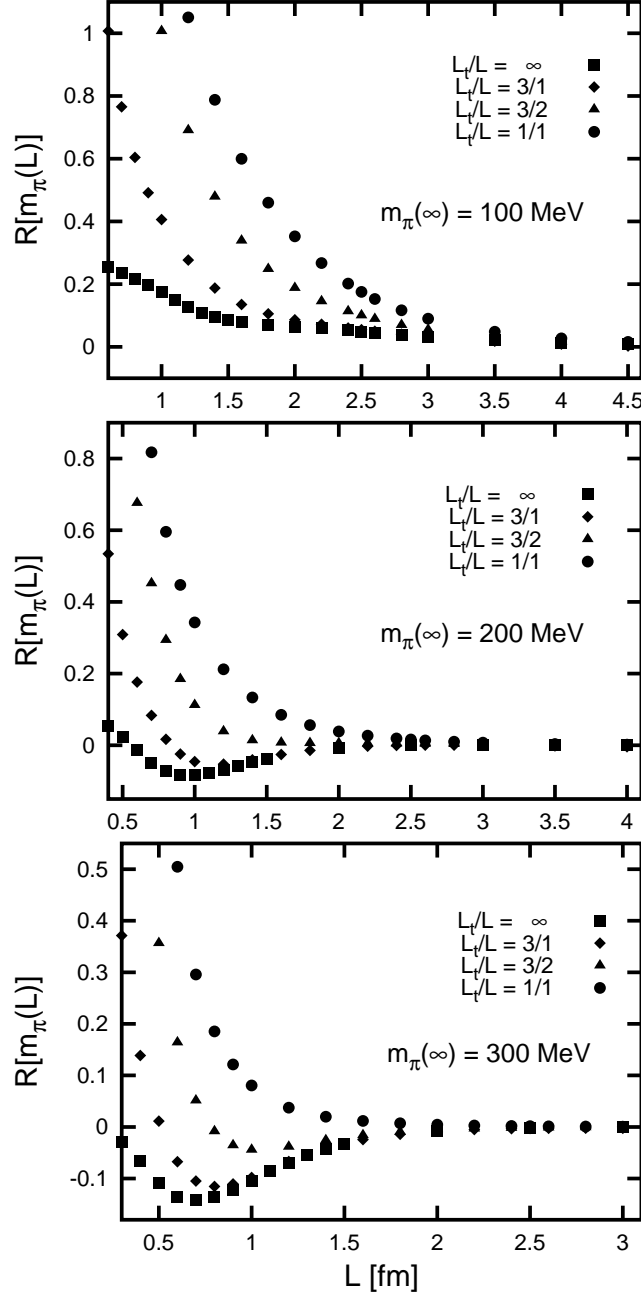 R[m_π(L)]
1
0.8
0.6
0.4
0.2
0
L_t/L = ∞
L_t/L = 3/1
L_t/L = 3/2
L_t/L = 1/1
m_π(∞) = 100 MeV
1 1.5 2 2.5 3 3.5 4 4.5
R[m_π(L)]
0.8
0.6
0.4
0.2
0
L_t/L = ∞
L_t/L = 3/1
L_t/L = 3/2
L_t/L = 1/1
m_π(∞) = 200 MeV
0.5 1 1.5 2 2.5 3 3.5 4
R[m_π(L)]
0.5
0.4
0.3
0.2
0.1
0
-0.1
L_t/L = ∞
L_t/L = 3/1
L_t/L = 3/2
L_t/L = 1/1
m_π(∞) = 300 MeV
0.5 1 1.5 2 2.5 3
L [fm]